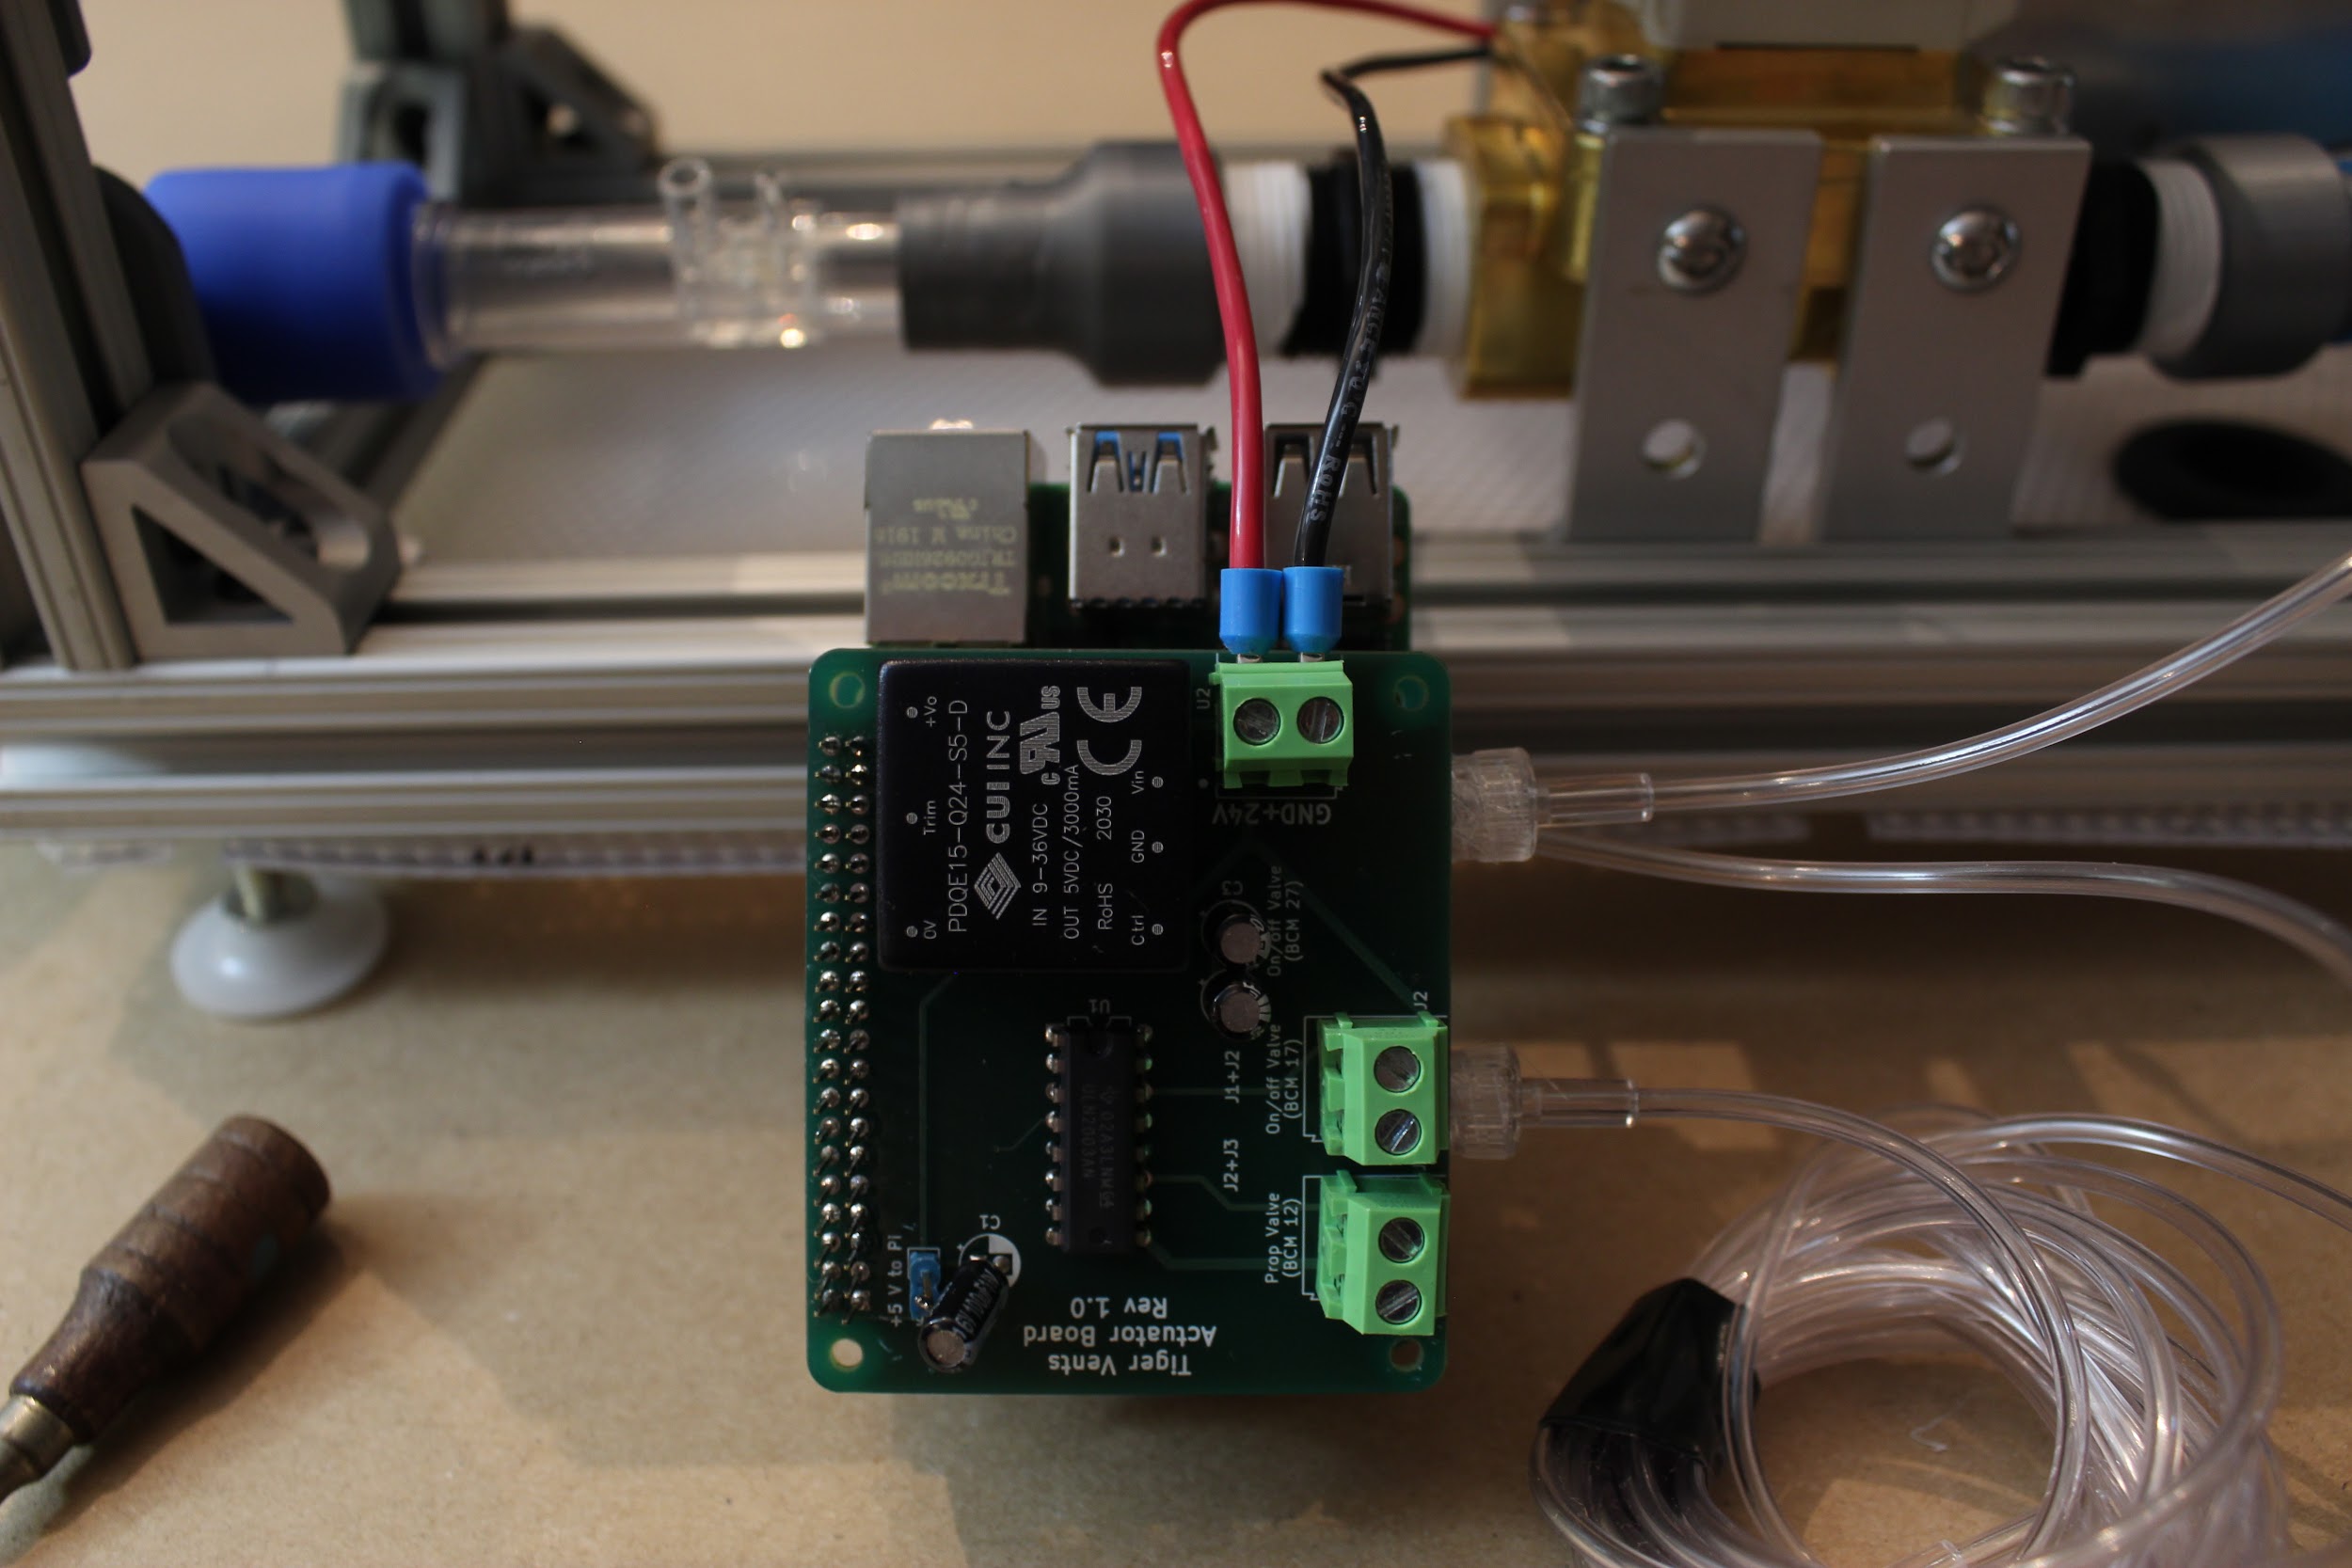 RoHS
TRXCOM
China M 191
U2
GND+24V
+Vo
Trim
0V
PDQE15-Q24-S5-D
CUI INC
IN 9-36VDC
OUT 5VDC/3000mA
RoHS 2030
c US
CE
Vin
GND
Ctrl
C3
On/off Valve
(BCM 27)
U1
J1+J2
On/off Valve
(BCM 17)
J2
J2+J3
Prop Valve
(BCM 12)
ULN2003AN
+5 V to Pi
C1
Tiger Vents
Actuator Board
Rev 1.0